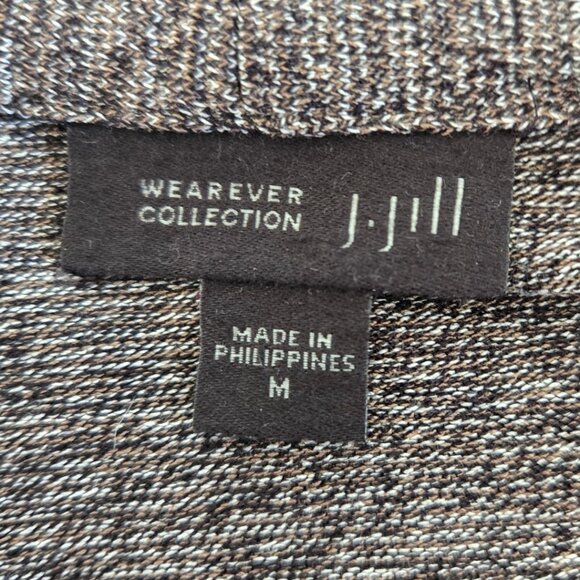 WEAREVER
COLLECTION
J.Jill
MADE IN
PHILIPPINES
M